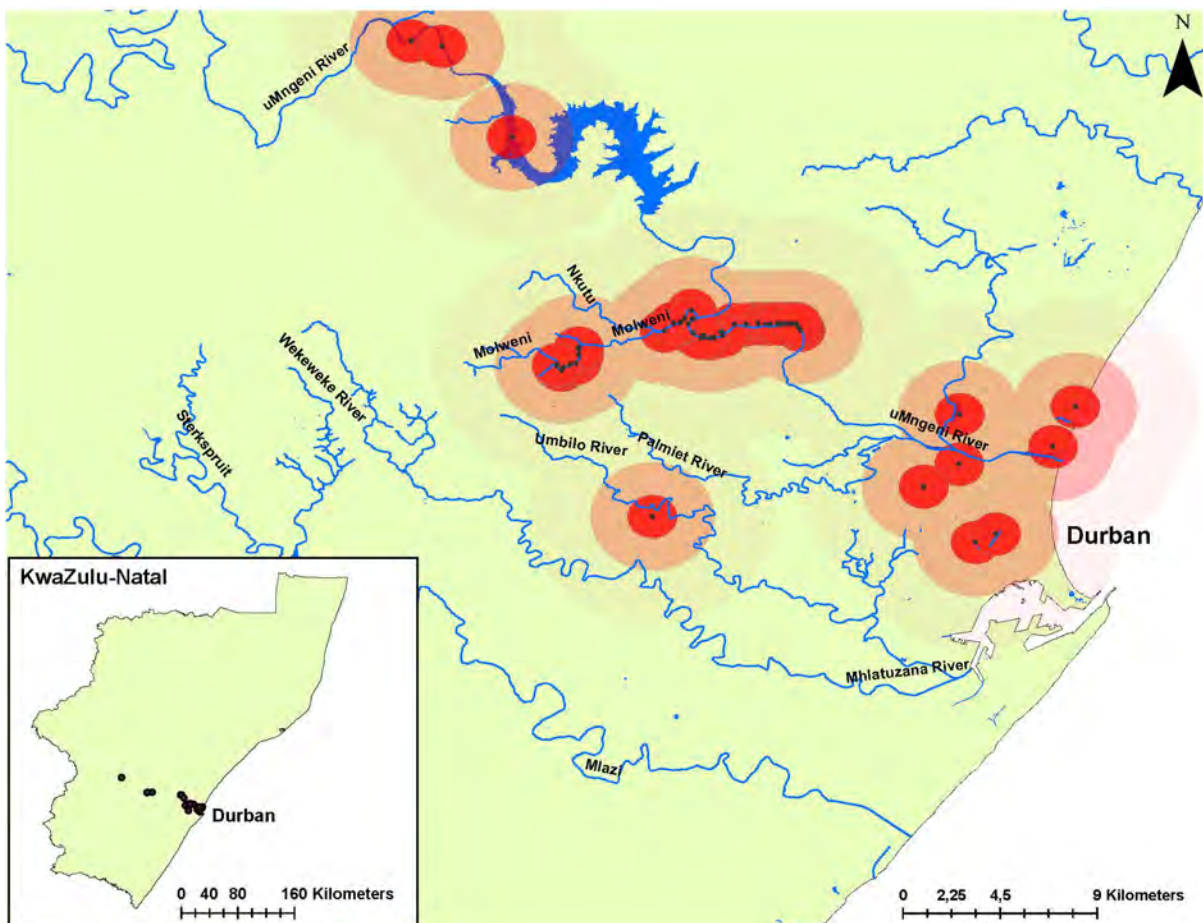 N
uMngeni River
Nkutu
Molweni
Molweni
Wekeweke River
Sterkspruit
uMngeni River
Umbilo River
Palmiet River
Durban
KwaZulu-Natal
Mhlatuzana River
Mlazi
Durban
0 40 80 160 Kilometers
0 2,25 4,5 9 Kilometers